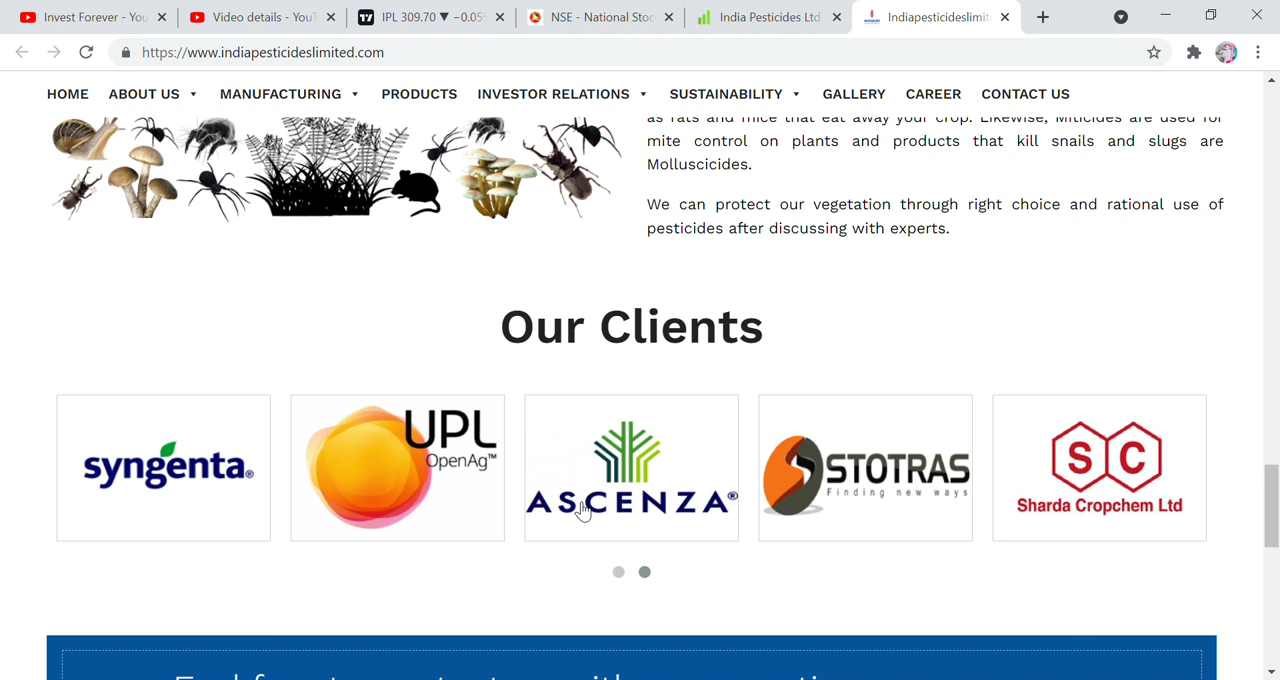 Invest Forever - You
Video details - YouT
IPL 309.70 ▼ −0.05
NSE - National Stoc
India Pesticides Ltd
Indiapesticideslimit
https://www.indiapesticideslimited.com
HOME ABOUT US MANUFACTURING PRODUCTS INVESTOR RELATIONS SUSTAINABILITY GALLERY CAREER CONTACT US
as rats and mice that eat away your crop. Likewise, Miticides are used for
mite control on plants and products that kill snails and slugs are
Molluscicides.
We can protect our vegetation through right choice and rational use of
pesticides after discussing with experts.
Our Clients
syngenta®
UPL
OpenAg™
ASCENZA®
STOTRAS
Finding new ways
S C
Sharda Cropchem Ltd